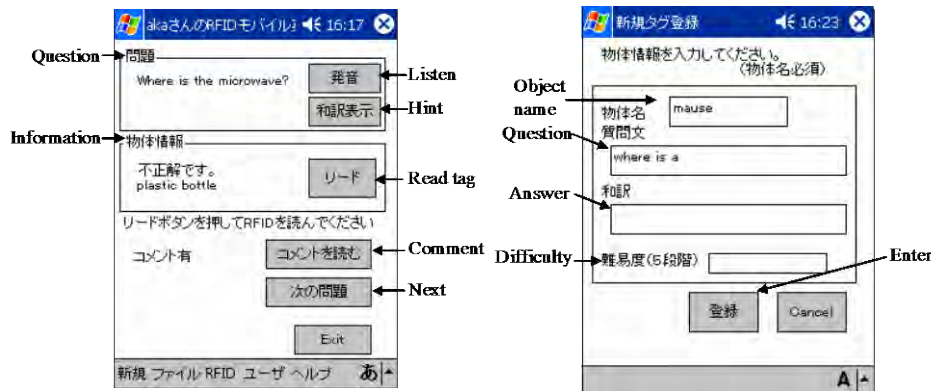 akaさんのRFIDモバイル 16:17
Question
問題
Where is the microwave?
発音
Listen
和訳表示
Hint
Information
物体情報
不正解です。
plastic bottle
リード
Read tag
リードボタンを押してRFIDを読んでください
コメント有
コメントを読む
Comment
次の問題
Next
Exit
新規 ファイル RFID ユーザ ヘルプ あ
新規タグ登録 16:23
物体情報を入力してください。
(物体名必須)
Object
name
物体名
mause
Question
質問文
where is a
Answer
和訳
Difficulty
難易度(5段階)
Enter
登録
Cancel
A